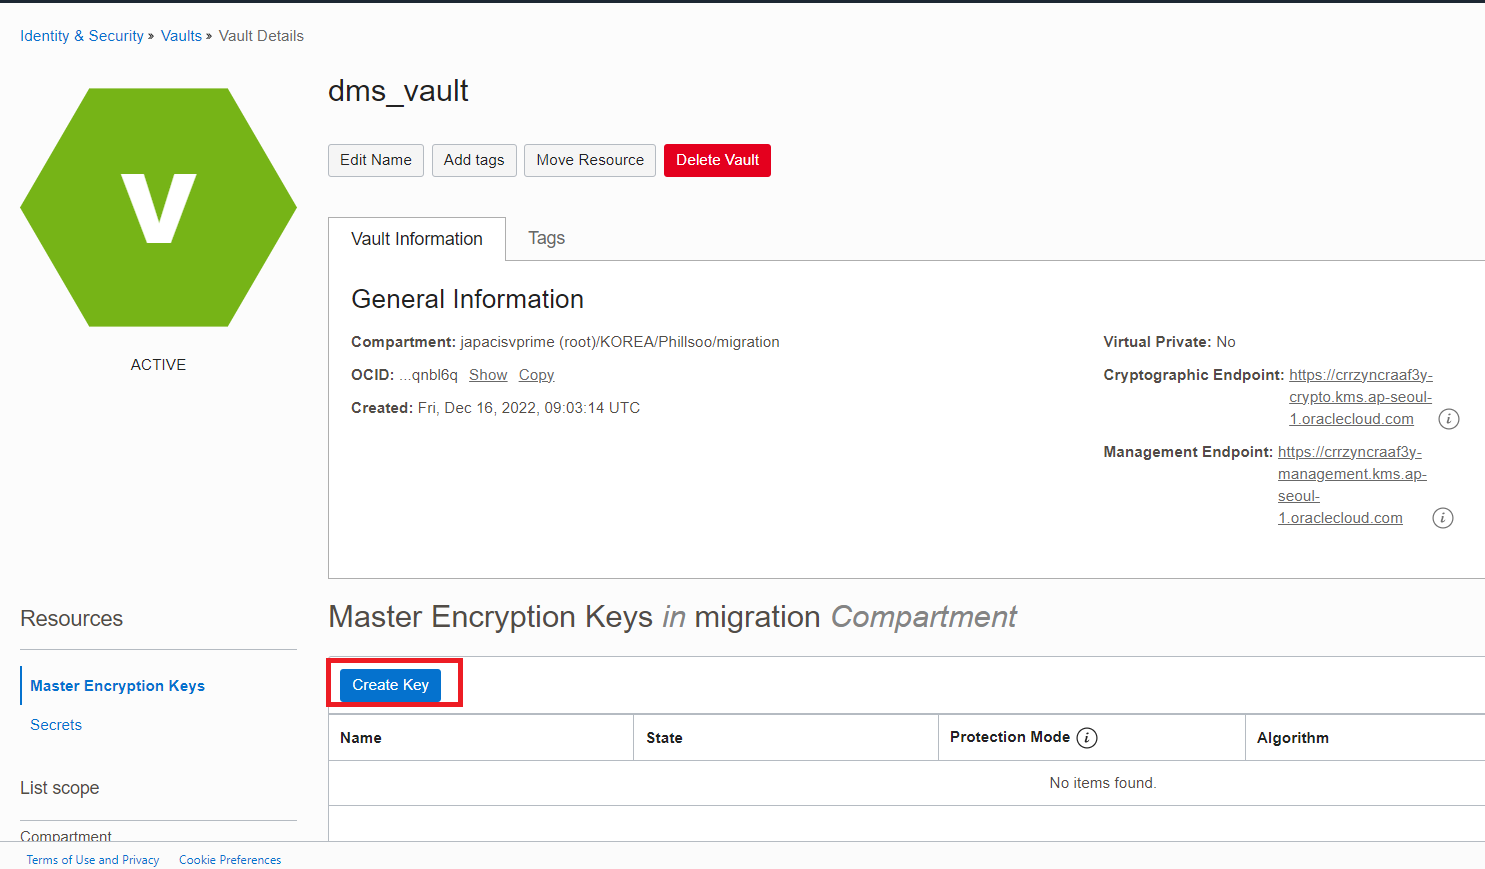 Identity & Security » Vaults » Vault Details
V
ACTIVE
dms_vault
Edit Name Add tags Move Resource Delete Vault
Vault Information Tags
General Information
Compartment: japacisvprime (root)/KOREA/Phillsoo/migration
OCID: ...qnbl6q Show Copy
Created: Fri, Dec 16, 2022, 09:03:14 UTC
Virtual Private: No
Cryptographic Endpoint: https://crrzyncraaf3y-
crypto.kms.ap-seoul-
1.oraclecloud.com
Management Endpoint: https://crrzyncraaf3y-
management.kms.ap-
seoul-
1.oraclecloud.com
Resources
Master Encryption Keys
Secrets
List scope
Compartment
Master Encryption Keys in migration Compartment
Create Key
Name State Protection Mode Algorithm
No items found.
Terms of Use and Privacy Cookie Preferences